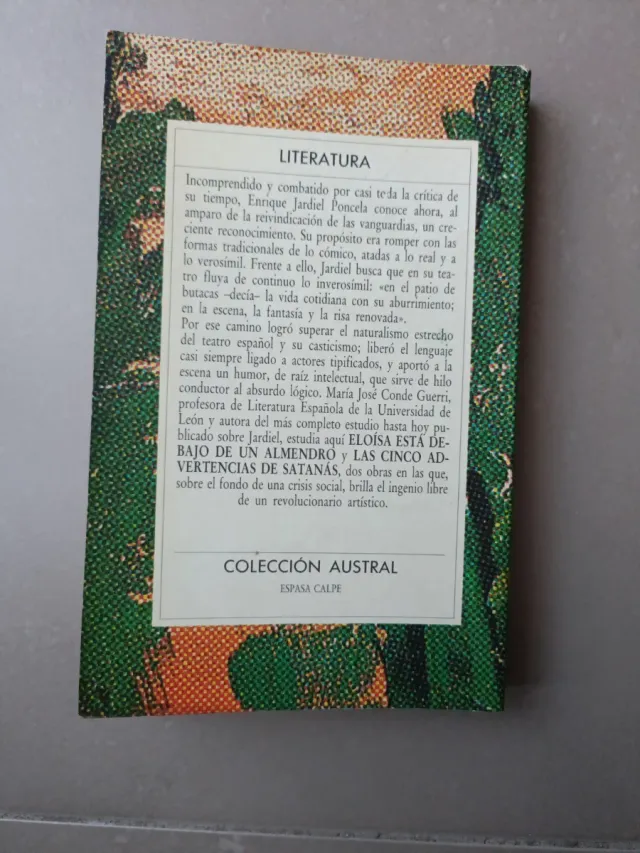 LITERATURA
Incomprendido y combatido por casi toda la crítica de
su tiempo, Enrique Jardiel Poncela conoce ahora, al
amparo de la reivindicación de las vanguardias, un cre-
ciente reconocimiento. Su propósito era romper con las
formas tradicionales de lo cómico, atadas a lo real y a
lo verosímil. Frente a ello, Jardiel busca que en su tea-
tro fluya de continuo lo inverosímil: «en el patio de
butacas –decía– la vida cotidiana con su aburrimiento;
en la escena, la fantasía y la risa renovada».
Por ese camino logró superar el naturalismo estrecho
del teatro español y su casticismo; liberó el lenguaje
casi siempre ligado a actores tipificados, y aportó a la
escena un humor, de raíz intelectual, que sirve de hilo
conductor al absurdo lógico. María José Conde Guerri,
profesora de Literatura Española de la Universidad de
León y autora del más completo estudio hasta hoy pu-
blicado sobre Jardiel, estudia aquí ELOÍSA ESTÁ DE-
BAJO DE UN ALMENDRO y LAS CINCO AD-
VERTENCIAS DE SATANÁS, dos obras en las que,
sobre el fondo de una crisis social, brilla el ingenio libre
de un revolucionario artístico.
COLECCIÓN AUSTRAL
ESPASA CALPE